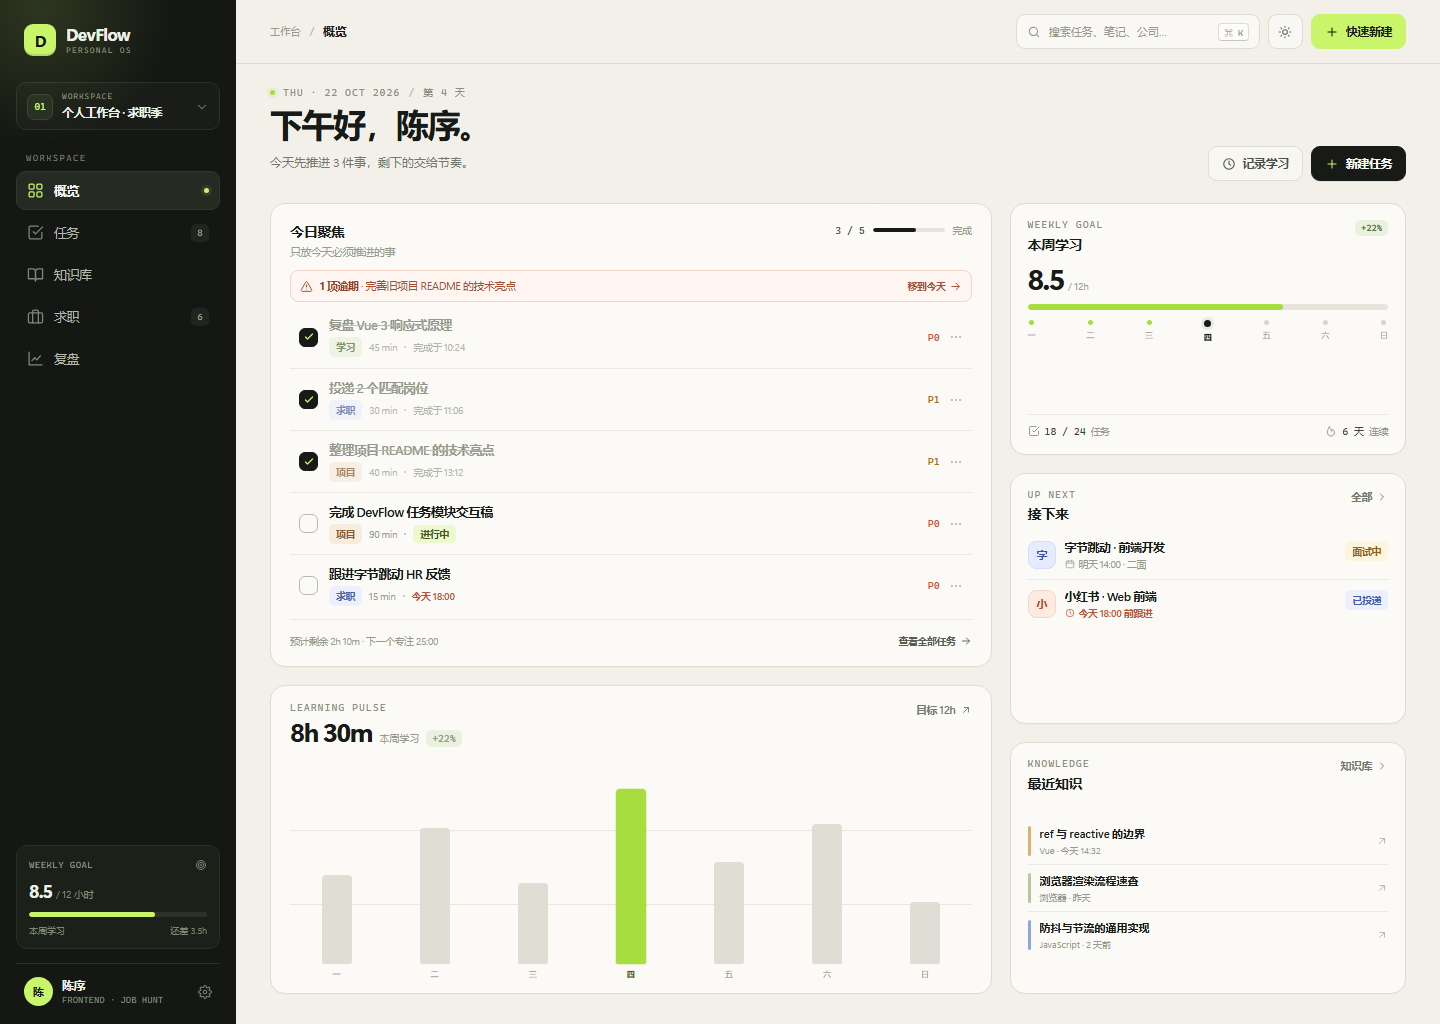 D DevFlow
PERSONAL OS
01 WORKSPACE
个人工作台 · 求职季
WORKSPACE
概览
任务 8
知识库
求职 6
复盘
WEEKLY GOAL
8.5 / 12 小时
本周学习 还差 3.5h
陈 陈序
FRONTEND · JOB HUNT
工作台 / 概览
搜索任务、笔记、公司... ⌘ K
快速新建
THU · 22 OCT 2026 / 第 4 天
下午好，陈序。
今天先推进 3 件事，剩下的交给节奏。
记录学习
新建任务
今日聚焦
只放今天必须推进的事
3 / 5 完成
1 项逾期 · 完善旧项目 README 的技术亮点 移到今天
复盘 Vue 3 响应式原理
学习 45 min · 完成于 10:24 P0
投递 2 个匹配岗位
求职 30 min · 完成于 11:06 P1
整理项目 README 的技术亮点
项目 40 min · 完成于 13:12 P1
完成 DevFlow 任务模块交互稿
项目 90 min · 进行中 P0
跟进字节跳动 HR 反馈
求职 15 min · 今天 18:00 P0
预计剩余 2h 10m · 下一个专注 25:00 查看全部任务
LEARNING PULSE
8h 30m 本周学习 +22%
目标 12h
一 二 三 四 五 六 日
WEEKLY GOAL
本周学习
+22%
8.5 / 12h
一 二 三 四 五 六 日
18 / 24 任务 6 天 连续
UP NEXT
接下来
全部
字 字节跳动 · 前端开发
明天 14:00 · 二面
面试中
小 小红书 · Web 前端
今天 18:00 前跟进
已投递
KNOWLEDGE
最近知识
知识库
ref 与 reactive 的边界
Vue · 今天 14:32
浏览器渲染流程速查
浏览器 · 昨天
防抖与节流的通用实现
JavaScript · 2 天前